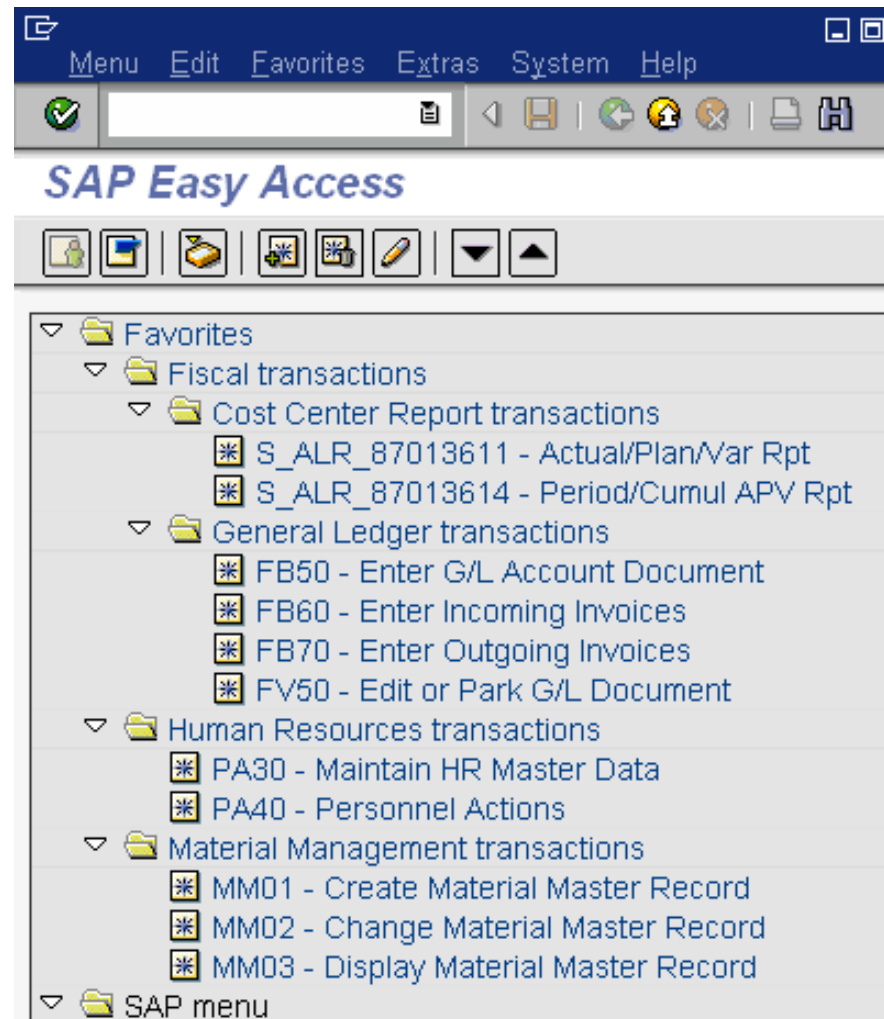 Menu Edit Favorites Extras System Help
SAP Easy Access
Favorites
Fiscal transactions
Cost Center Report transactions
S_ALR_87013611 - Actual/Plan/Var Rpt
S_ALR_87013614 - Period/Cumul APV Rpt
General Ledger transactions
FB50 - Enter G/L Account Document
FB60 - Enter Incoming Invoices
FB70 - Enter Outgoing Invoices
FV50 - Edit or Park G/L Document
Human Resources transactions
PA30 - Maintain HR Master Data
PA40 - Personnel Actions
Material Management transactions
MM01 - Create Material Master Record
MM02 - Change Material Master Record
MM03 - Display Material Master Record
SAP menu